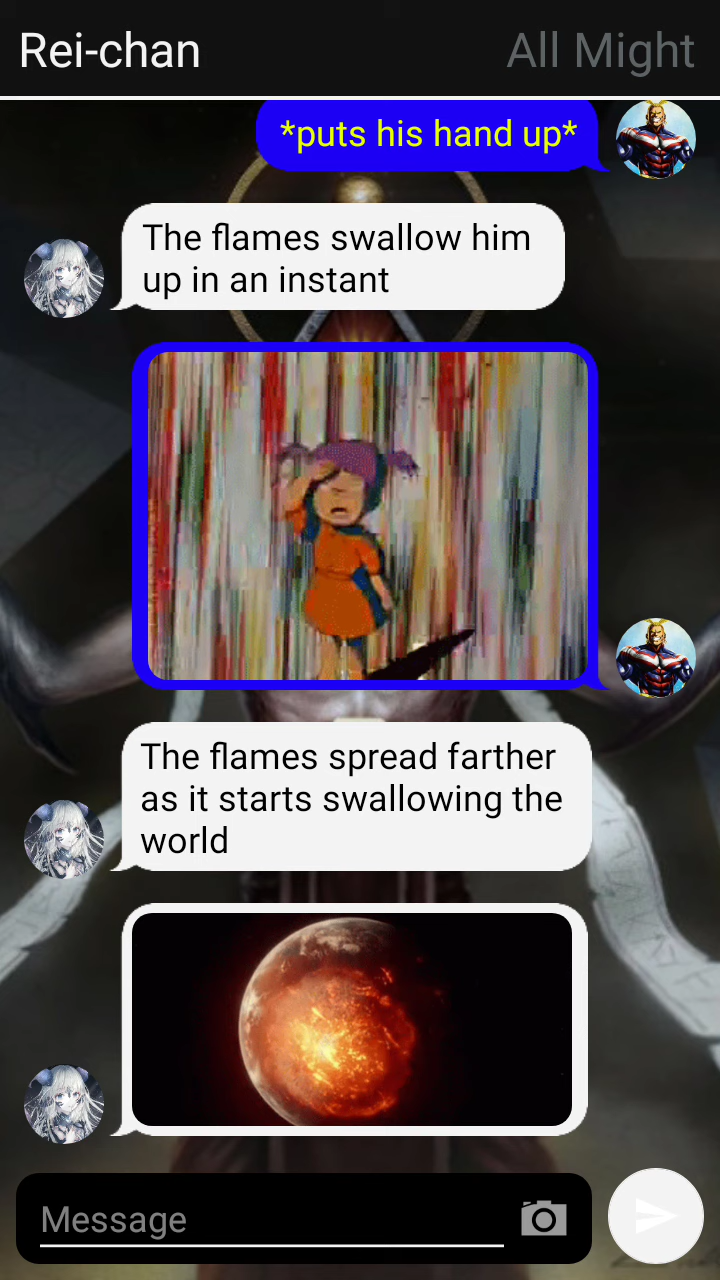 Rei-chan
All Might
*puts his hand up*
The flames swallow him
up in an instant
The flames spread farther
as it starts swallowing the
world
Message